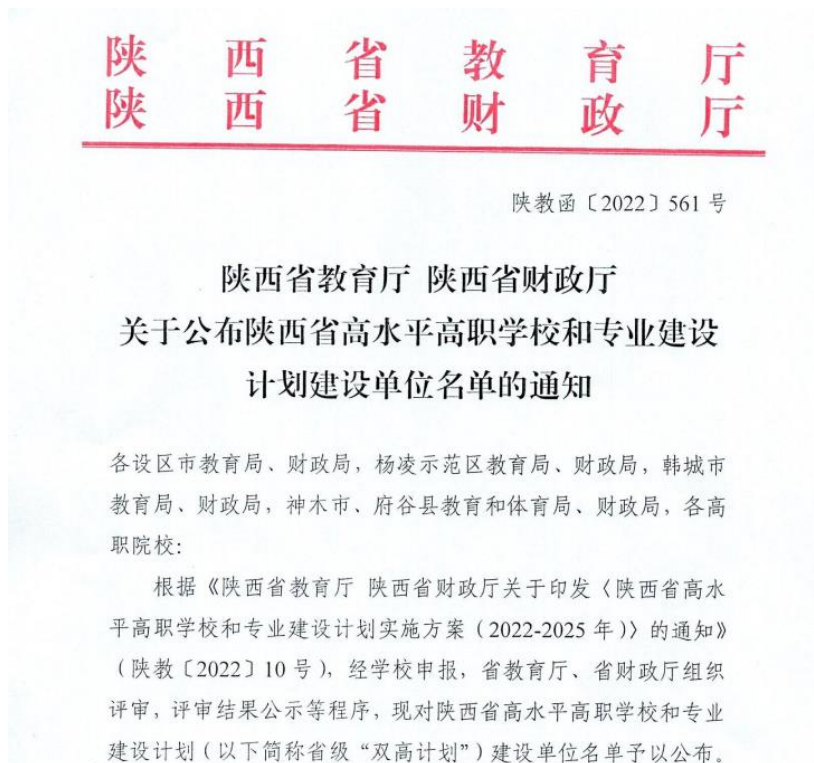 陕西省教育厅
陕西省财政厅
陕教函〔2022〕561号
陕西省教育厅 陕西省财政厅
关于公布陕西省高水平高职学校和专业建设
计划建设单位名单的通知
各设区市教育局、财政局，杨凌示范区教育局、财政局，韩城市
教育局、财政局，神木市、府谷县教育和体育局、财政局，各高
职院校：
根据《陕西省教育厅 陕西省财政厅关于印发〈陕西省高水
平高职学校和专业建设计划实施方案（2022-2025年）〉的通知》
（陕教〔2022〕10号），经学校申报，省教育厅、省财政厅组织
评审，评审结果公示等程序，现对陕西省高水平高职学校和专业
建设计划（以下简称省级“双高计划”）建设单位名单予以公布。